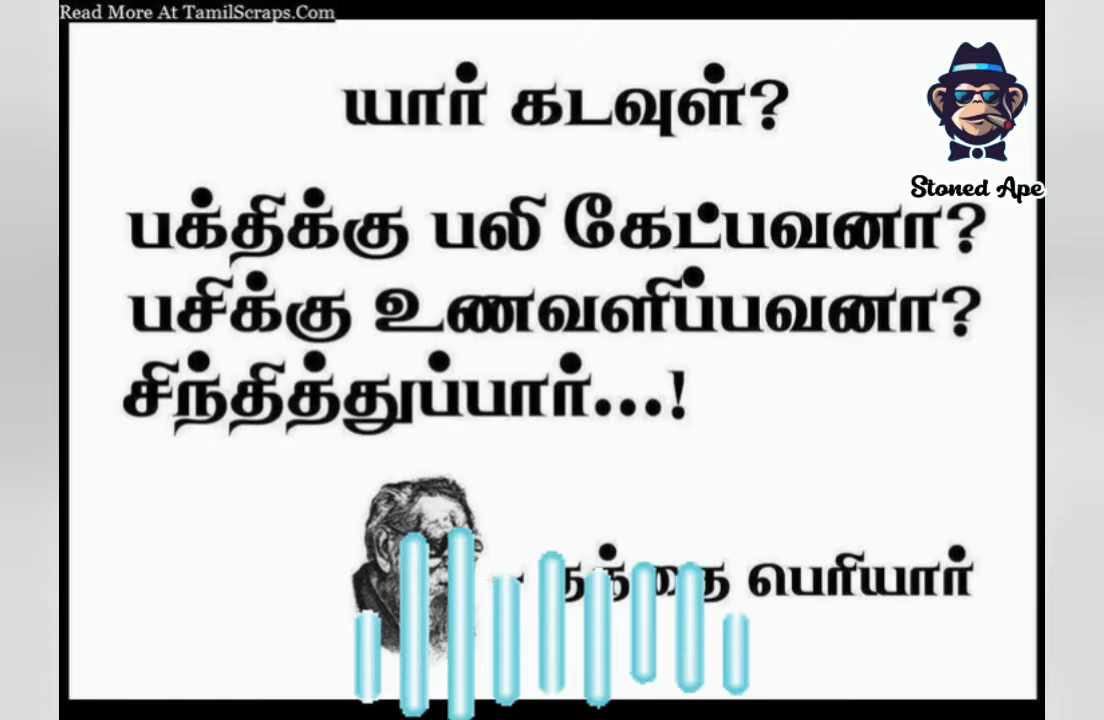 Read More At TamilScraps.Com
யார் கடவுள்?
Stoned Ape
பக்திக்கு பலி கேட்பவனா?
பசிக்கு உணவளிப்பவனா?
சிந்தித்துப்பார்...!
- தந்தை பெரியார்